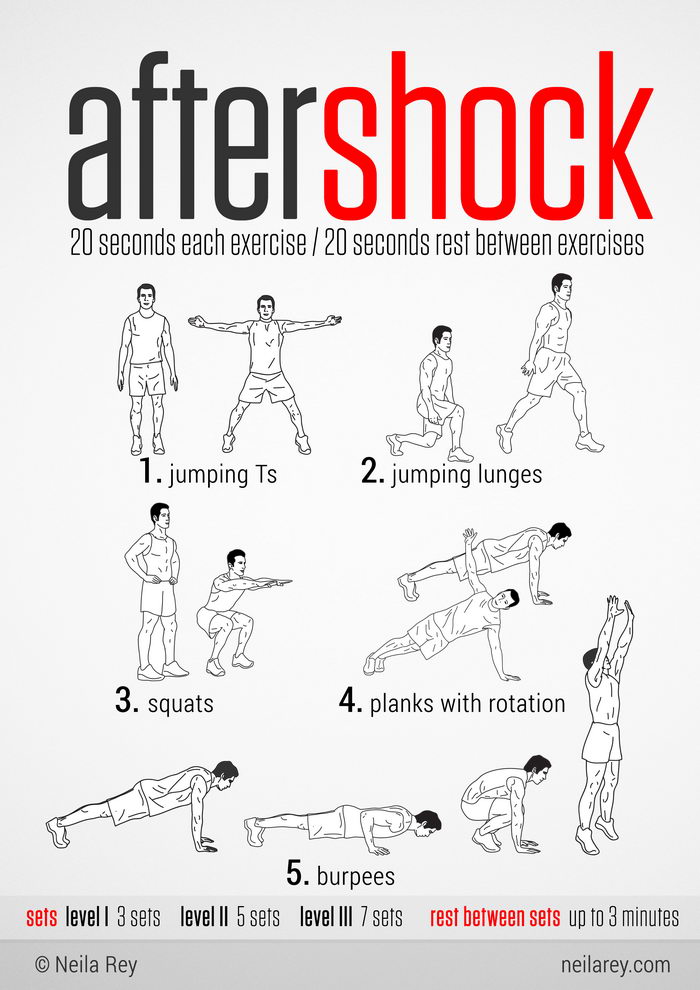 aftershock
20 seconds each exercise / 20 seconds rest between exercises
1. jumping Ts
2. jumping lunges
3. squats
4. planks with rotation
5. burpees
sets level I 3 sets level II 5 sets level III 7 sets rest between sets up to 3 minutes
© Neila Rey
neilarey.com